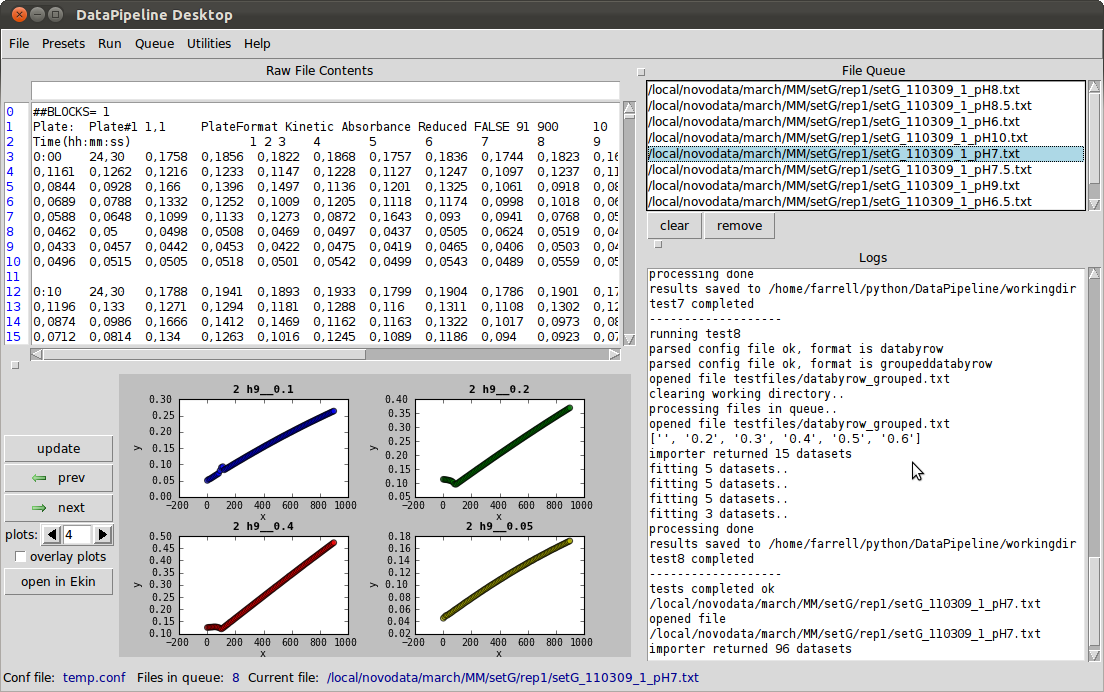 DataPipeline Desktop
File Presets Run Queue Utilities Help
Raw File Contents
0 ##BLOCKS= 1
1 Plate: Plate#1 1,1 PlateFormat Kinetic Absorbance Reduced FALSE 91 900 10
2 Time(hh:mm:ss) 1 2 3 4 5 6 7 8 9
3 0:00 24,30 0,1758 0,1856 0,1822 0,1868 0,1757 0,1836 0,1744 0,1823 0,16
4 0,1161 0,1262 0,1216 0,1233 0,1147 0,1228 0,1127 0,1247 0,1097 0,1237 0,11
5 0,0844 0,0928 0,166 0,1396 0,1497 0,1136 0,1201 0,1325 0,1061 0,0918 0,08
6 0,0689 0,0788 0,1332 0,1252 0,1009 0,1205 0,1118 0,1174 0,0998 0,1018 0,06
7 0,0588 0,0648 0,1099 0,1133 0,1273 0,0872 0,1643 0,093 0,0941 0,0768 0,05
8 0,0462 0,05 0,0498 0,0508 0,0469 0,0497 0,0437 0,0505 0,0624 0,0519 0,04
9 0,0433 0,0457 0,0442 0,0453 0,0422 0,0475 0,0419 0,0465 0,0406 0,0503 0,04
10 0,0496 0,0515 0,0505 0,0518 0,0501 0,0542 0,0499 0,0543 0,0489 0,0559 0,05
11
12 0:10 24,30 0,1788 0,1941 0,1893 0,1933 0,1799 0,1904 0,1786 0,1901 0,17
13 0,1196 0,133 0,1271 0,1294 0,1181 0,1288 0,116 0,1311 0,1108 0,1302 0,12
14 0,0874 0,0986 0,1666 0,1412 0,1469 0,1162 0,1163 0,1322 0,1017 0,0973 0,08
15 0,0712 0,0814 0,134 0,1263 0,1016 0,1245 0,1089 0,1186 0,094 0,0923 0,07
File Queue
/local/novodata/march/MM/setG/rep1/setG_110309_1_pH8.txt
/local/novodata/march/MM/setG/rep1/setG_110309_1_pH8.5.txt
/local/novodata/march/MM/setG/rep1/setG_110309_1_pH6.txt
/local/novodata/march/MM/setG/rep1/setG_110309_1_pH10.txt
/local/novodata/march/MM/setG/rep1/setG_110309_1_pH7.txt
/local/novodata/march/MM/setG/rep1/setG_110309_1_pH7.5.txt
/local/novodata/march/MM/setG/rep1/setG_110309_1_pH9.txt
/local/novodata/march/MM/setG/rep1/setG_110309_1_pH6.5.txt
clear remove
Logs
processing done
results saved to /home/farrell/python/DataPipeline/workingdir
test7 completed
------------------
running test8
parsed config file ok, format is databyrow
parsed config file ok, format is groupeddatabyrow
opened file testfiles/databyrow_grouped.txt
clearing working directory..
processing files in queue..
opened file testfiles/databyrow_grouped.txt
['', '0.2', '0.3', '0.4', '0.5', '0.6']
importer returned 15 datasets
fitting 5 datasets..
fitting 5 datasets..
fitting 5 datasets..
fitting 3 datasets..
processing done
results saved to /home/farrell/python/DataPipeline/workingdir
test8 completed
------------------
tests completed ok
/local/novodata/march/MM/setG/rep1/setG_110309_1_pH7.txt
opened file
/local/novodata/march/MM/setG/rep1/setG_110309_1_pH7.txt
importer returned 96 datasets
update
prev
next
plots: 4
overlay plots
open in Ekin
2 h9__0.1
0.30
0.25
0.20
0.15
0.10
0.05
0.00
y
−200 0 200 400 600 800 1000
x
2 h9__0.2
0.40
0.35
0.30
0.25
0.20
0.15
0.10
0.05
y
−200 0 200 400 600 800 1000
x
2 h9__0.4
0.50
0.45
0.40
0.35
0.30
0.25
0.20
0.15
0.10
y
−200 0 200 400 600 800 1000
x
2 h9__0.05
0.18
0.16
0.14
0.12
0.10
0.08
0.06
0.04
0.02
y
−200 0 200 400 600 800 1000
x
Conf file: temp.conf Files in queue: 8 Current file: /local/novodata/march/MM/setG/rep1/setG_110309_1_pH7.txt